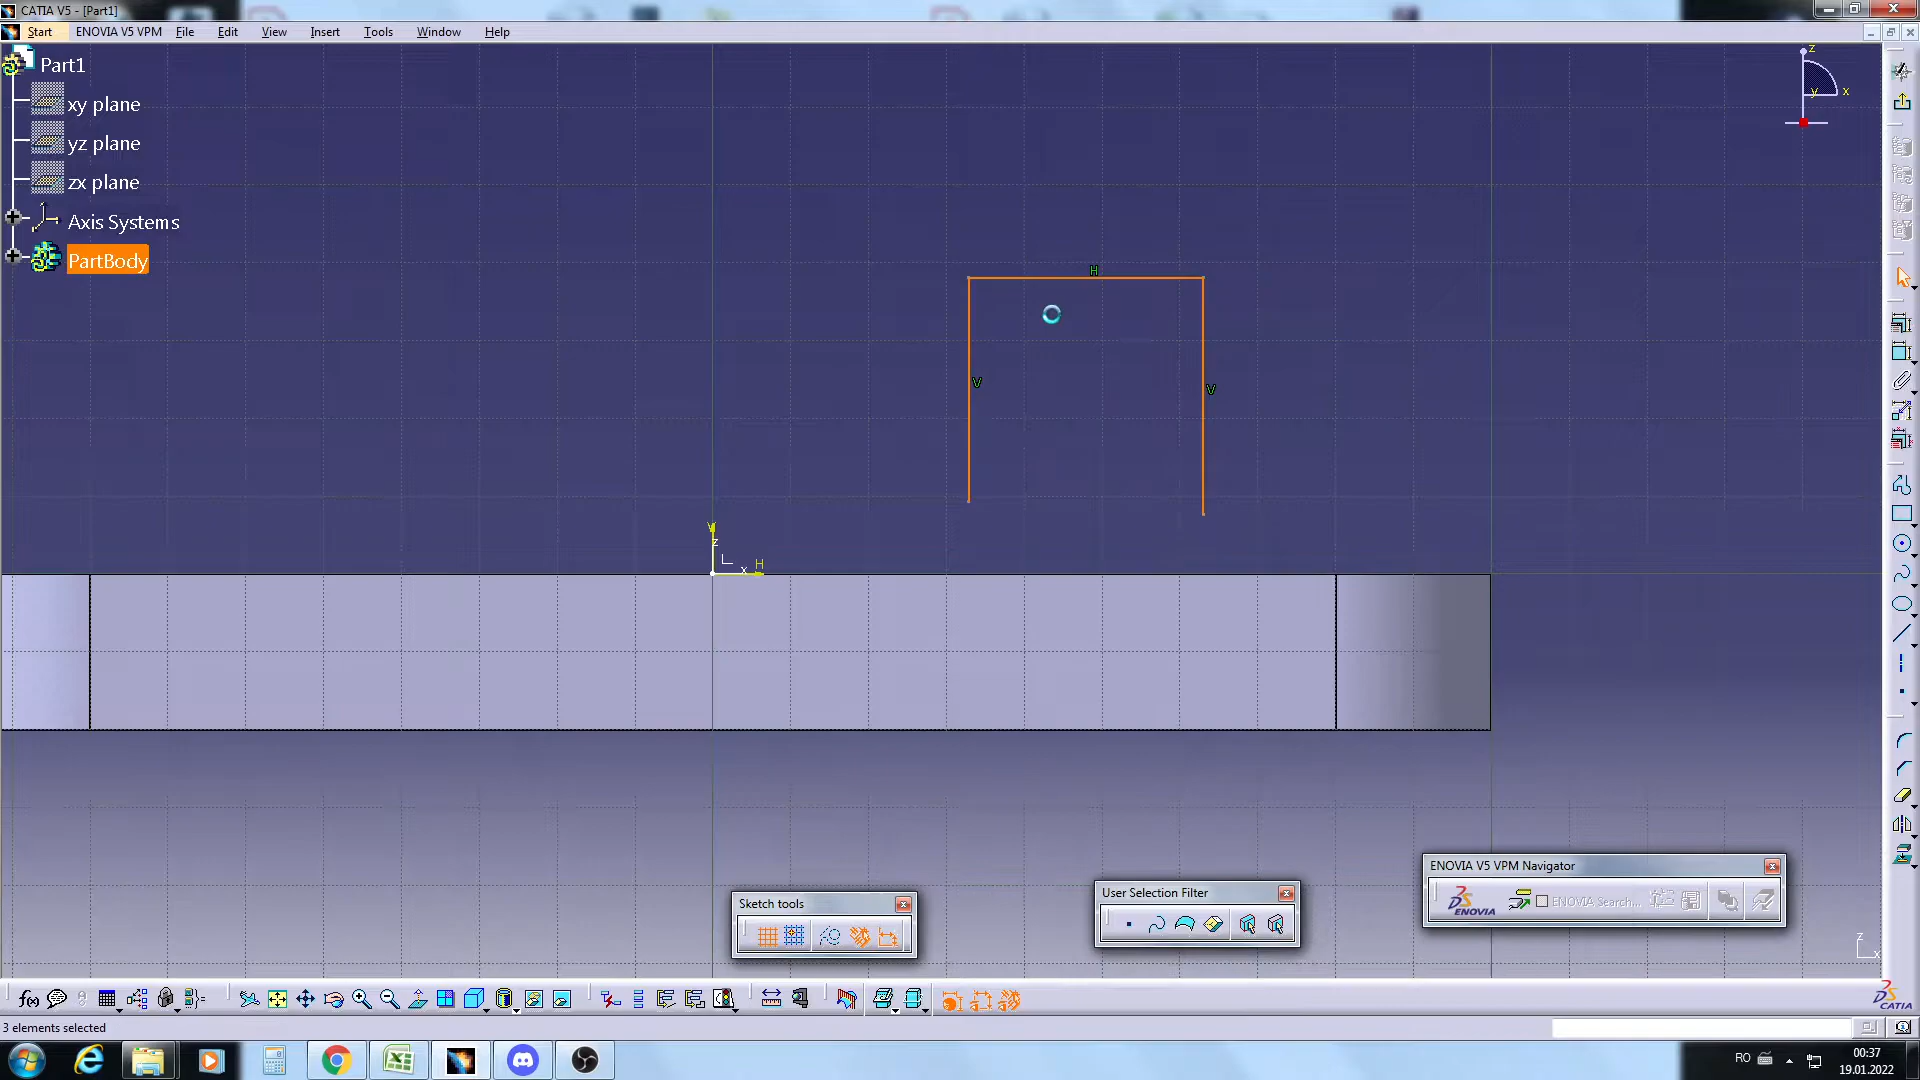 CATIA V5 - [Part1]
Start ENOVIA V5 VPM File Edit View Insert Tools Window Help
Part1
xy plane
yz plane
zx plane
Axis Systems
PartBody
z
y
x
H
V
V
V
z
H
x
ENOVIA V5 VPM Navigator
ENOVIA
ENOVIA Search...
User Selection Filter
Sketch tools
z
x
f(x)
CATIA
3 elements selected
RO
00:37
19.01.2022